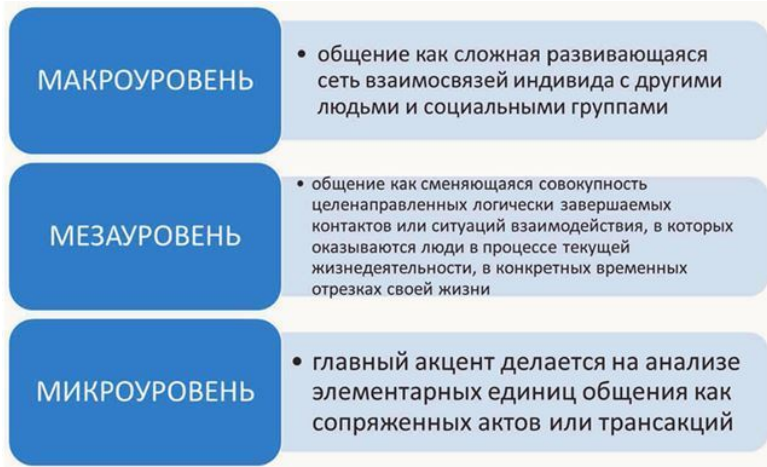 МАКРОУРОВЕНЬ
• общение как сложная развивающаяся
сеть взаимосвязей индивида с другими
людьми и социальными группами
МЕЗАУРОВЕНЬ
• общение как сменяющаяся совокупность
целенаправленных логически завершаемых
контактов или ситуаций взаимодействия, в которых
оказываются люди в процессе текущей
жизнедеятельности, в конкретных временных
отрезках своей жизни
МИКРОУРОВЕНЬ
• главный акцент делается на анализе
элементарных единиц общения как
сопряженных актов или трансакций